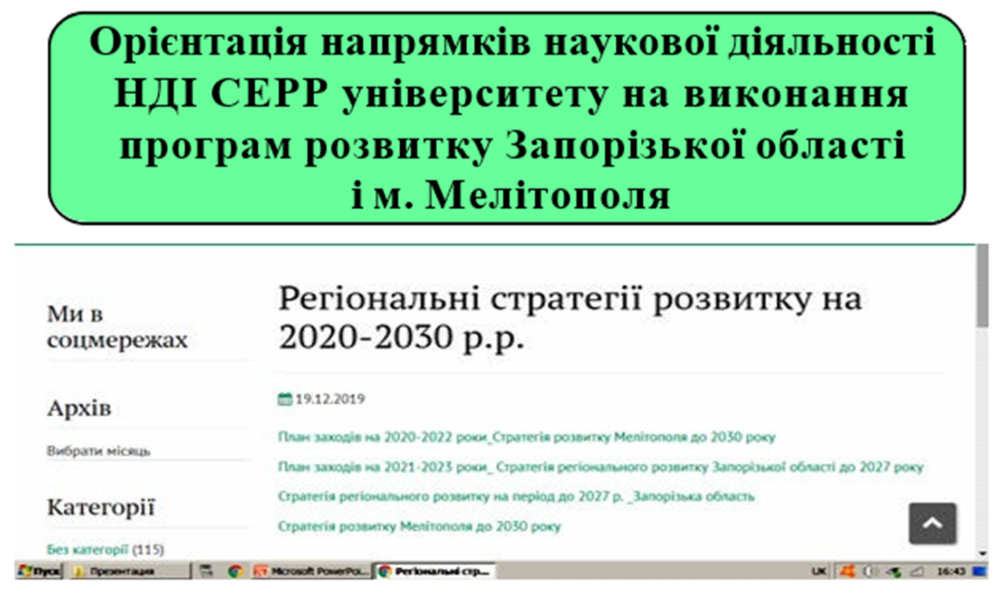 Орієнтація напрямків наукової діяльності
НДІ СЕРР університету на виконання
програм розвитку Запорізької області
і м. Мелітополя
Ми в
соцмережах
Архів
Вибрати місяць
Категорії
Без категорії (115)
Регіональні стратегії розвитку на
2020-2030 р.р.
19.12.2019
План заходів на 2020-2022 роки_Стратегія розвитку Мелітополя до 2030 року
План заходів на 2021-2023 роки_ Стратегія регіонального розвитку Запорізької області до 2027 року
Стратегія регіонального розвитку на період до 2027 р. _Запорізька область
Стратегія розвитку Мелітополя до 2030 року
Пуск Презентация Microsoft PowerPoi... Регіональні стр... UK 16:43